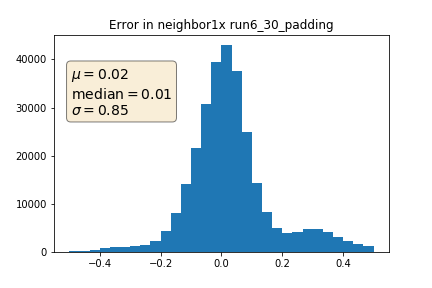 Error in neighbor1x run6_30_padding
40000
30000
20000
10000
0
μ = 0.02
median = 0.01
σ = 0.85
−0.4 −0.2 0.0 0.2 0.4